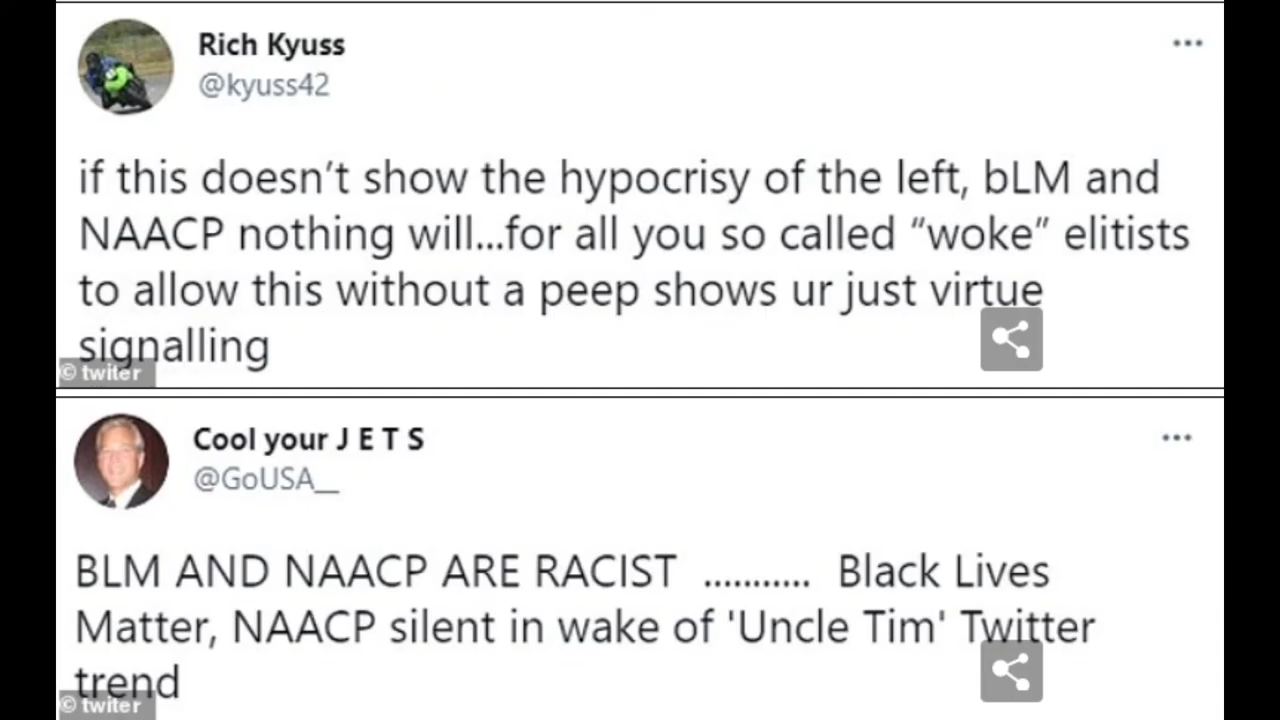 Rich Kyuss
@kyuss42
if this doesn’t show the hypocrisy of the left, bLM and
NAACP nothing will...for all you so called “woke” elitists
to allow this without a peep shows ur just virtue
signalling
© twiter
Cool your J E T S
@GoUSA__
BLM AND NAACP ARE RACIST ........... Black Lives
Matter, NAACP silent in wake of 'Uncle Tim' Twitter
trend
© twiter